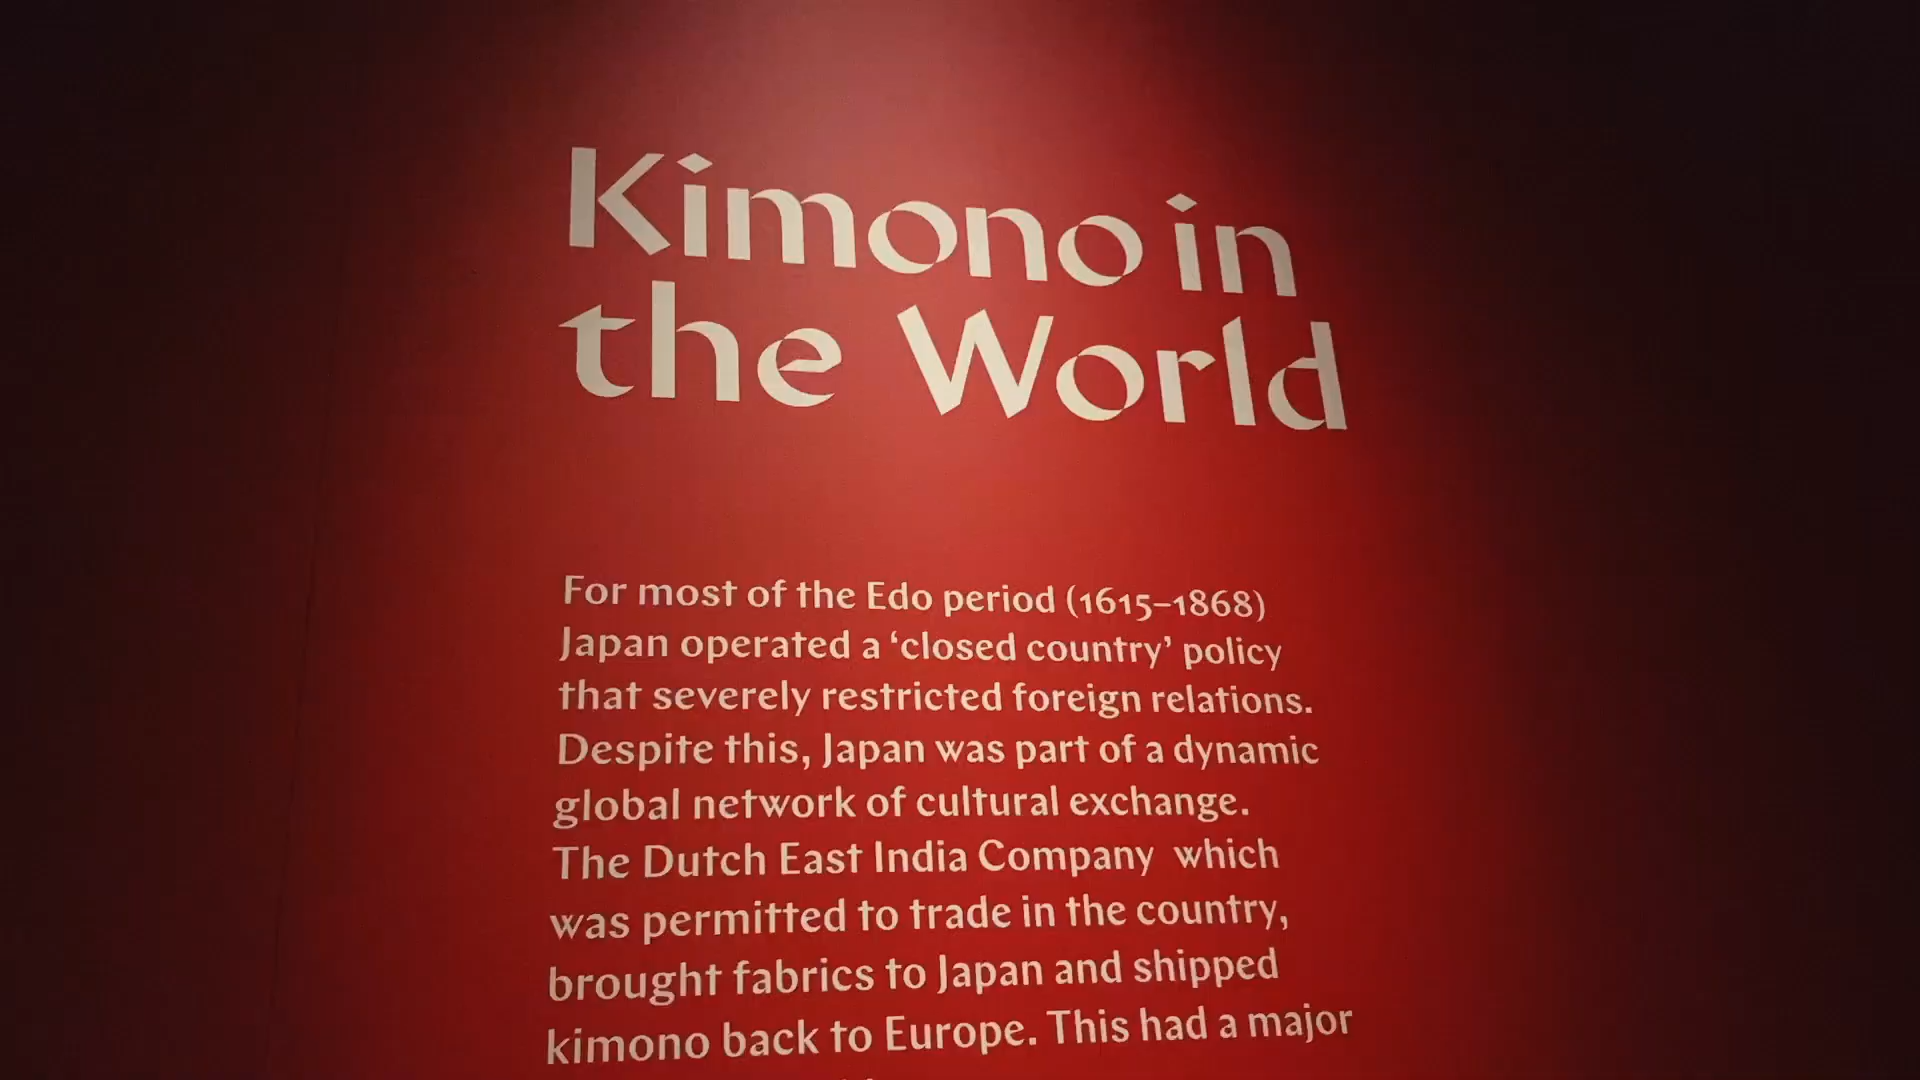 Kimono in
the World
For most of the Edo period (1615–1868)
Japan operated a ‘closed country’ policy
that severely restricted foreign relations.
Despite this, Japan was part of a dynamic
global network of cultural exchange.
The Dutch East India Company which
was permitted to trade in the country,
brought fabrics to Japan and shipped
kimono back to Europe. This had a major